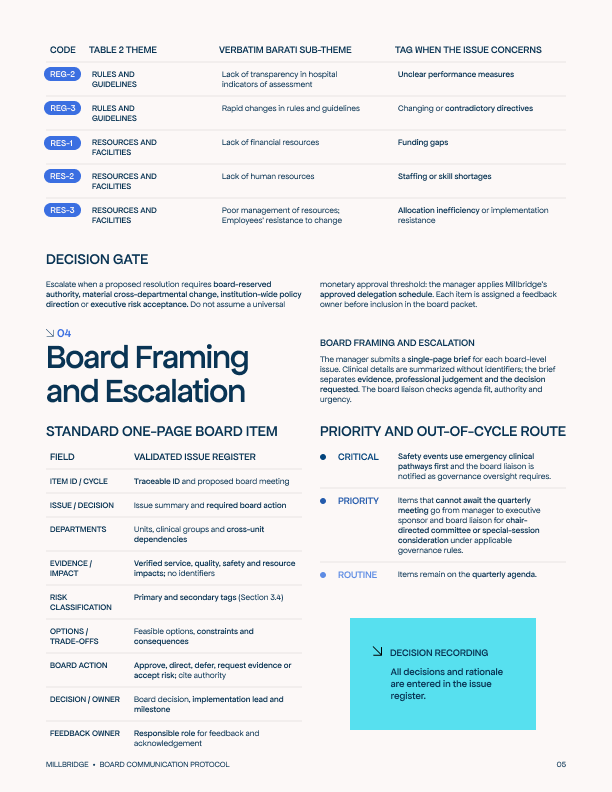 CODE TABLE 2 THEME VERBATIM BARATI SUB-THEME TAG WHEN THE ISSUE CONCERNS
REG-2 RULES AND Lack of transparency in hospital Unclear performance measures
GUIDELINES indicators of assessment
REG-3 RULES AND Rapid changes in rules and guidelines Changing or contradictory directives
GUIDELINES
RES-1 RESOURCES AND Lack of financial resources Funding gaps
FACILITIES
RES-2 RESOURCES AND Lack of human resources Staffing or skill shortages
FACILITIES
RES-3 RESOURCES AND Poor management of resources; Allocation inefficiency or implementation
FACILITIES Employees' resistance to change resistance
DECISION GATE
Escalate when a proposed resolution requires board-reserved
authority, material cross-departmental change, institution-wide policy
direction or executive risk acceptance. Do not assume a universal
monetary approval threshold: the manager applies Millbridge's
approved delegation schedule. Each item is assigned a feedback
owner before inclusion in the board packet.
04
Board Framing
and Escalation
BOARD FRAMING AND ESCALATION
The manager submits a single-page brief for each board-level
issue. Clinical details are summarized without identifiers; the brief
separates evidence, professional judgement and the decision
requested. The board liaison checks agenda fit, authority and
urgency.
STANDARD ONE-PAGE BOARD ITEM
FIELD VALIDATED ISSUE REGISTER
ITEM ID / CYCLE Traceable ID and proposed board meeting
ISSUE / DECISION Issue summary and required board action
DEPARTMENTS Units, clinical groups and cross-unit
dependencies
EVIDENCE / Verified service, quality, safety and resource
IMPACT impacts; no identifiers
RISK Primary and secondary tags (Section 3.4)
CLASSIFICATION
OPTIONS / Feasible options, constraints and
TRADE-OFFS consequences
BOARD ACTION Approve, direct, defer, request evidence or
accept risk; cite authority
DECISION / OWNER Board decision, implementation lead and
milestone
FEEDBACK OWNER Responsible role for feedback and
acknowledgement
PRIORITY AND OUT-OF-CYCLE ROUTE
CRITICAL Safety events use emergency clinical
pathways first and the board liaison is
notified as governance oversight requires.
PRIORITY Items that cannot await the quarterly
meeting go from manager to executive
sponsor and board liaison for chair-
directed committee or special-session
consideration under applicable
governance rules.
ROUTINE Items remain on the quarterly agenda.
DECISION RECORDING
All decisions and rationale
are entered in the issue
register.
MILLBRIDGE • BOARD COMMUNICATION PROTOCOL 05